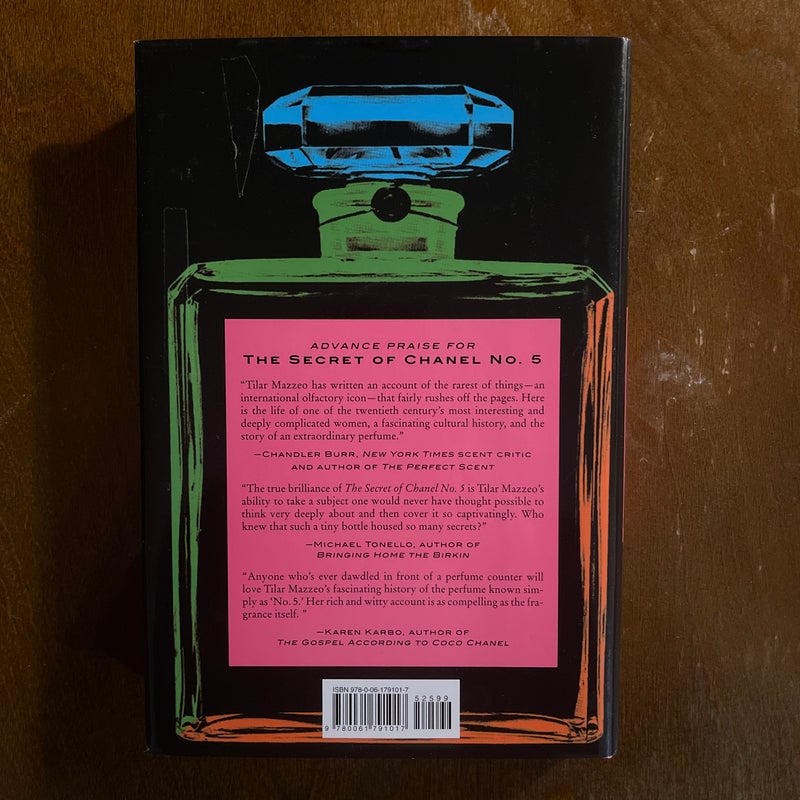 ADVANCE PRAISE FOR
THE SECRET OF CHANEL NO. 5
“Tilar Mazzeo has written an account of the rarest of things—an
international olfactory icon—that fairly rushes off the pages. Here
is the life of one of the twentieth century’s most interesting and
deeply complicated women, a fascinating cultural history, and the
story of an extraordinary perfume.”
—CHANDLER BURR, NEW YORK TIMES SCENT CRITIC
AND AUTHOR OF THE PERFECT SCENT
“The true brilliance of The Secret of Chanel No. 5 is Tilar Mazzeo’s
ability to take a subject one would never have thought possible to
think very deeply about and then cover it so captivatingly. Who
knew that such a tiny bottle housed so many secrets?”
—MICHAEL TONELLO, AUTHOR OF
BRINGING HOME THE BIRKIN
“Anyone who’s ever dawdled in front of a perfume counter will
love Tilar Mazzeo’s fascinating history of the perfume known sim-
ply as ‘No. 5.’ Her rich and witty account is as compelling as the fra-
grance itself. ”
—KAREN KARBO, AUTHOR OF
THE GOSPEL ACCORDING TO COCO CHANEL
ISBN 978-0-06-179101-7
52599
9 780061 791017